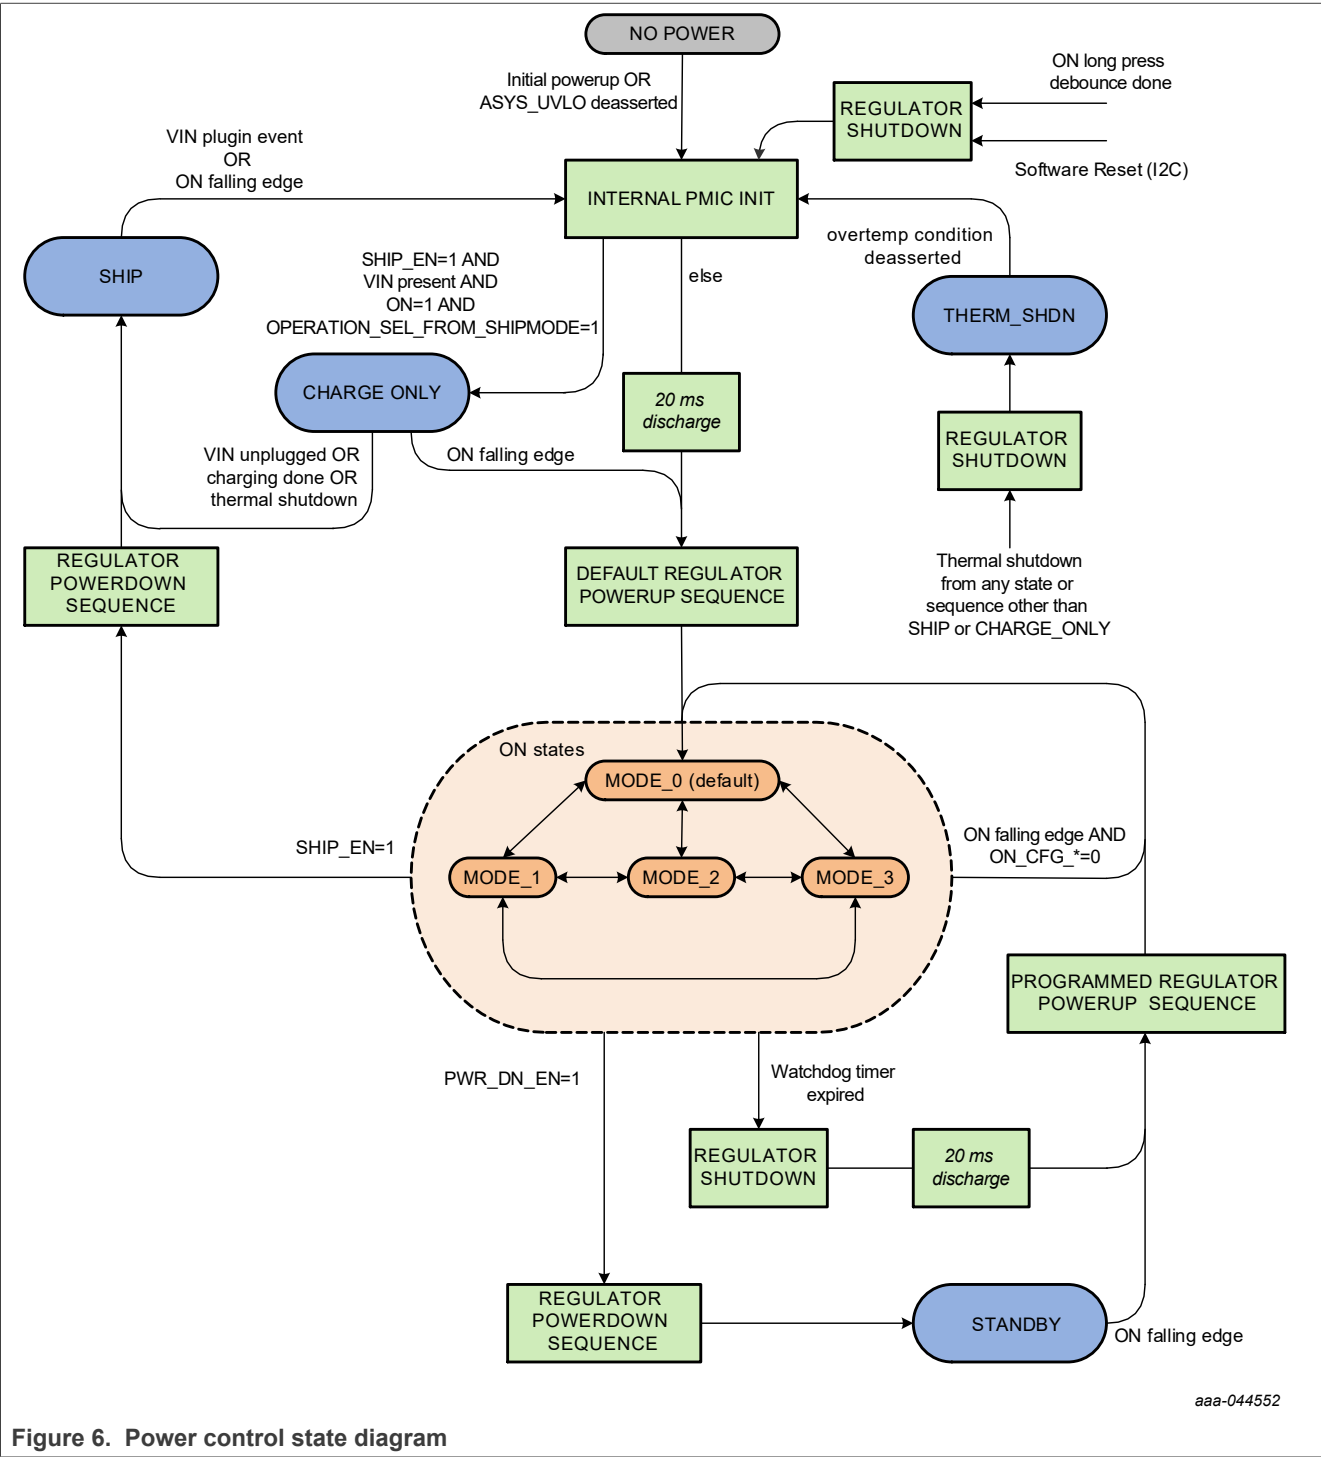 NO POWER
Initial powerup OR
ASYS_UVLO deasserted
ON long press
debounce done
REGULATOR
SHUTDOWN
Software Reset (I2C)
VIN plugin event
OR
ON falling edge
INTERNAL PMIC INIT
SHIP
SHIP_EN=1 AND
VIN present AND
ON=1 AND
OPERATION_SEL_FROM_SHIPMODE=1
else
overtemp condition
deasserted
THERM_SHDN
CHARGE ONLY
20 ms
discharge
REGULATOR
SHUTDOWN
VIN unplugged OR
charging done OR
thermal shutdown
ON falling edge
REGULATOR
POWERDOWN
SEQUENCE
DEFAULT REGULATOR
POWERUP SEQUENCE
Thermal shutdown
from any state or
sequence other than
SHIP or CHARGE_ONLY
ON states
MODE_0 (default)
SHIP_EN=1
MODE_1
MODE_2
MODE_3
ON falling edge AND
ON_CFG_*=0
PROGRAMMED REGULATOR
POWERUP SEQUENCE
PWR_DN_EN=1
Watchdog timer
expired
REGULATOR
SHUTDOWN
20 ms
discharge
REGULATOR
POWERDOWN
SEQUENCE
STANDBY
ON falling edge
aaa-044552
Figure 6. Power control state diagram